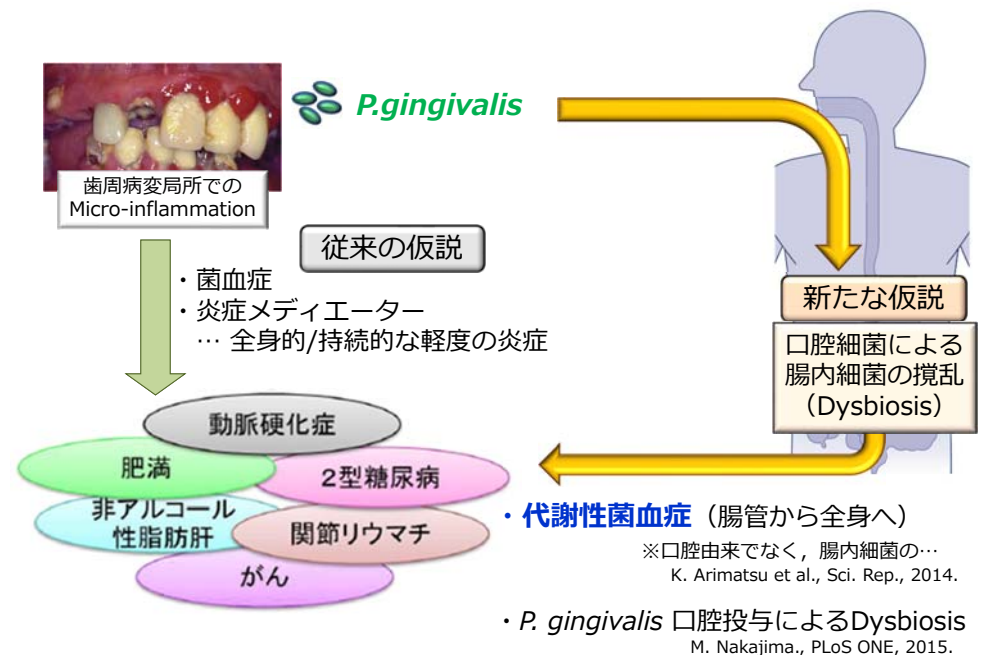 P.gingivalis
歯周病変局所での
Micro-inflammation
従来の仮説
・菌血症
・炎症メディエーター
… 全身的/持続的な軽度の炎症
新たな仮説
口腔細菌による
腸内細菌の撹乱
（Dysbiosis）
動脈硬化症
肥満
2型糖尿病
非アルコール
性脂肪肝
関節リウマチ
がん
・代謝性菌血症（腸管から全身へ）
※口腔由来でなく，腸内細菌の…
K. Arimatsu et al., Sci. Rep., 2014.
・P. gingivalis 口腔投与によるDysbiosis
M. Nakajima., PLoS ONE, 2015.